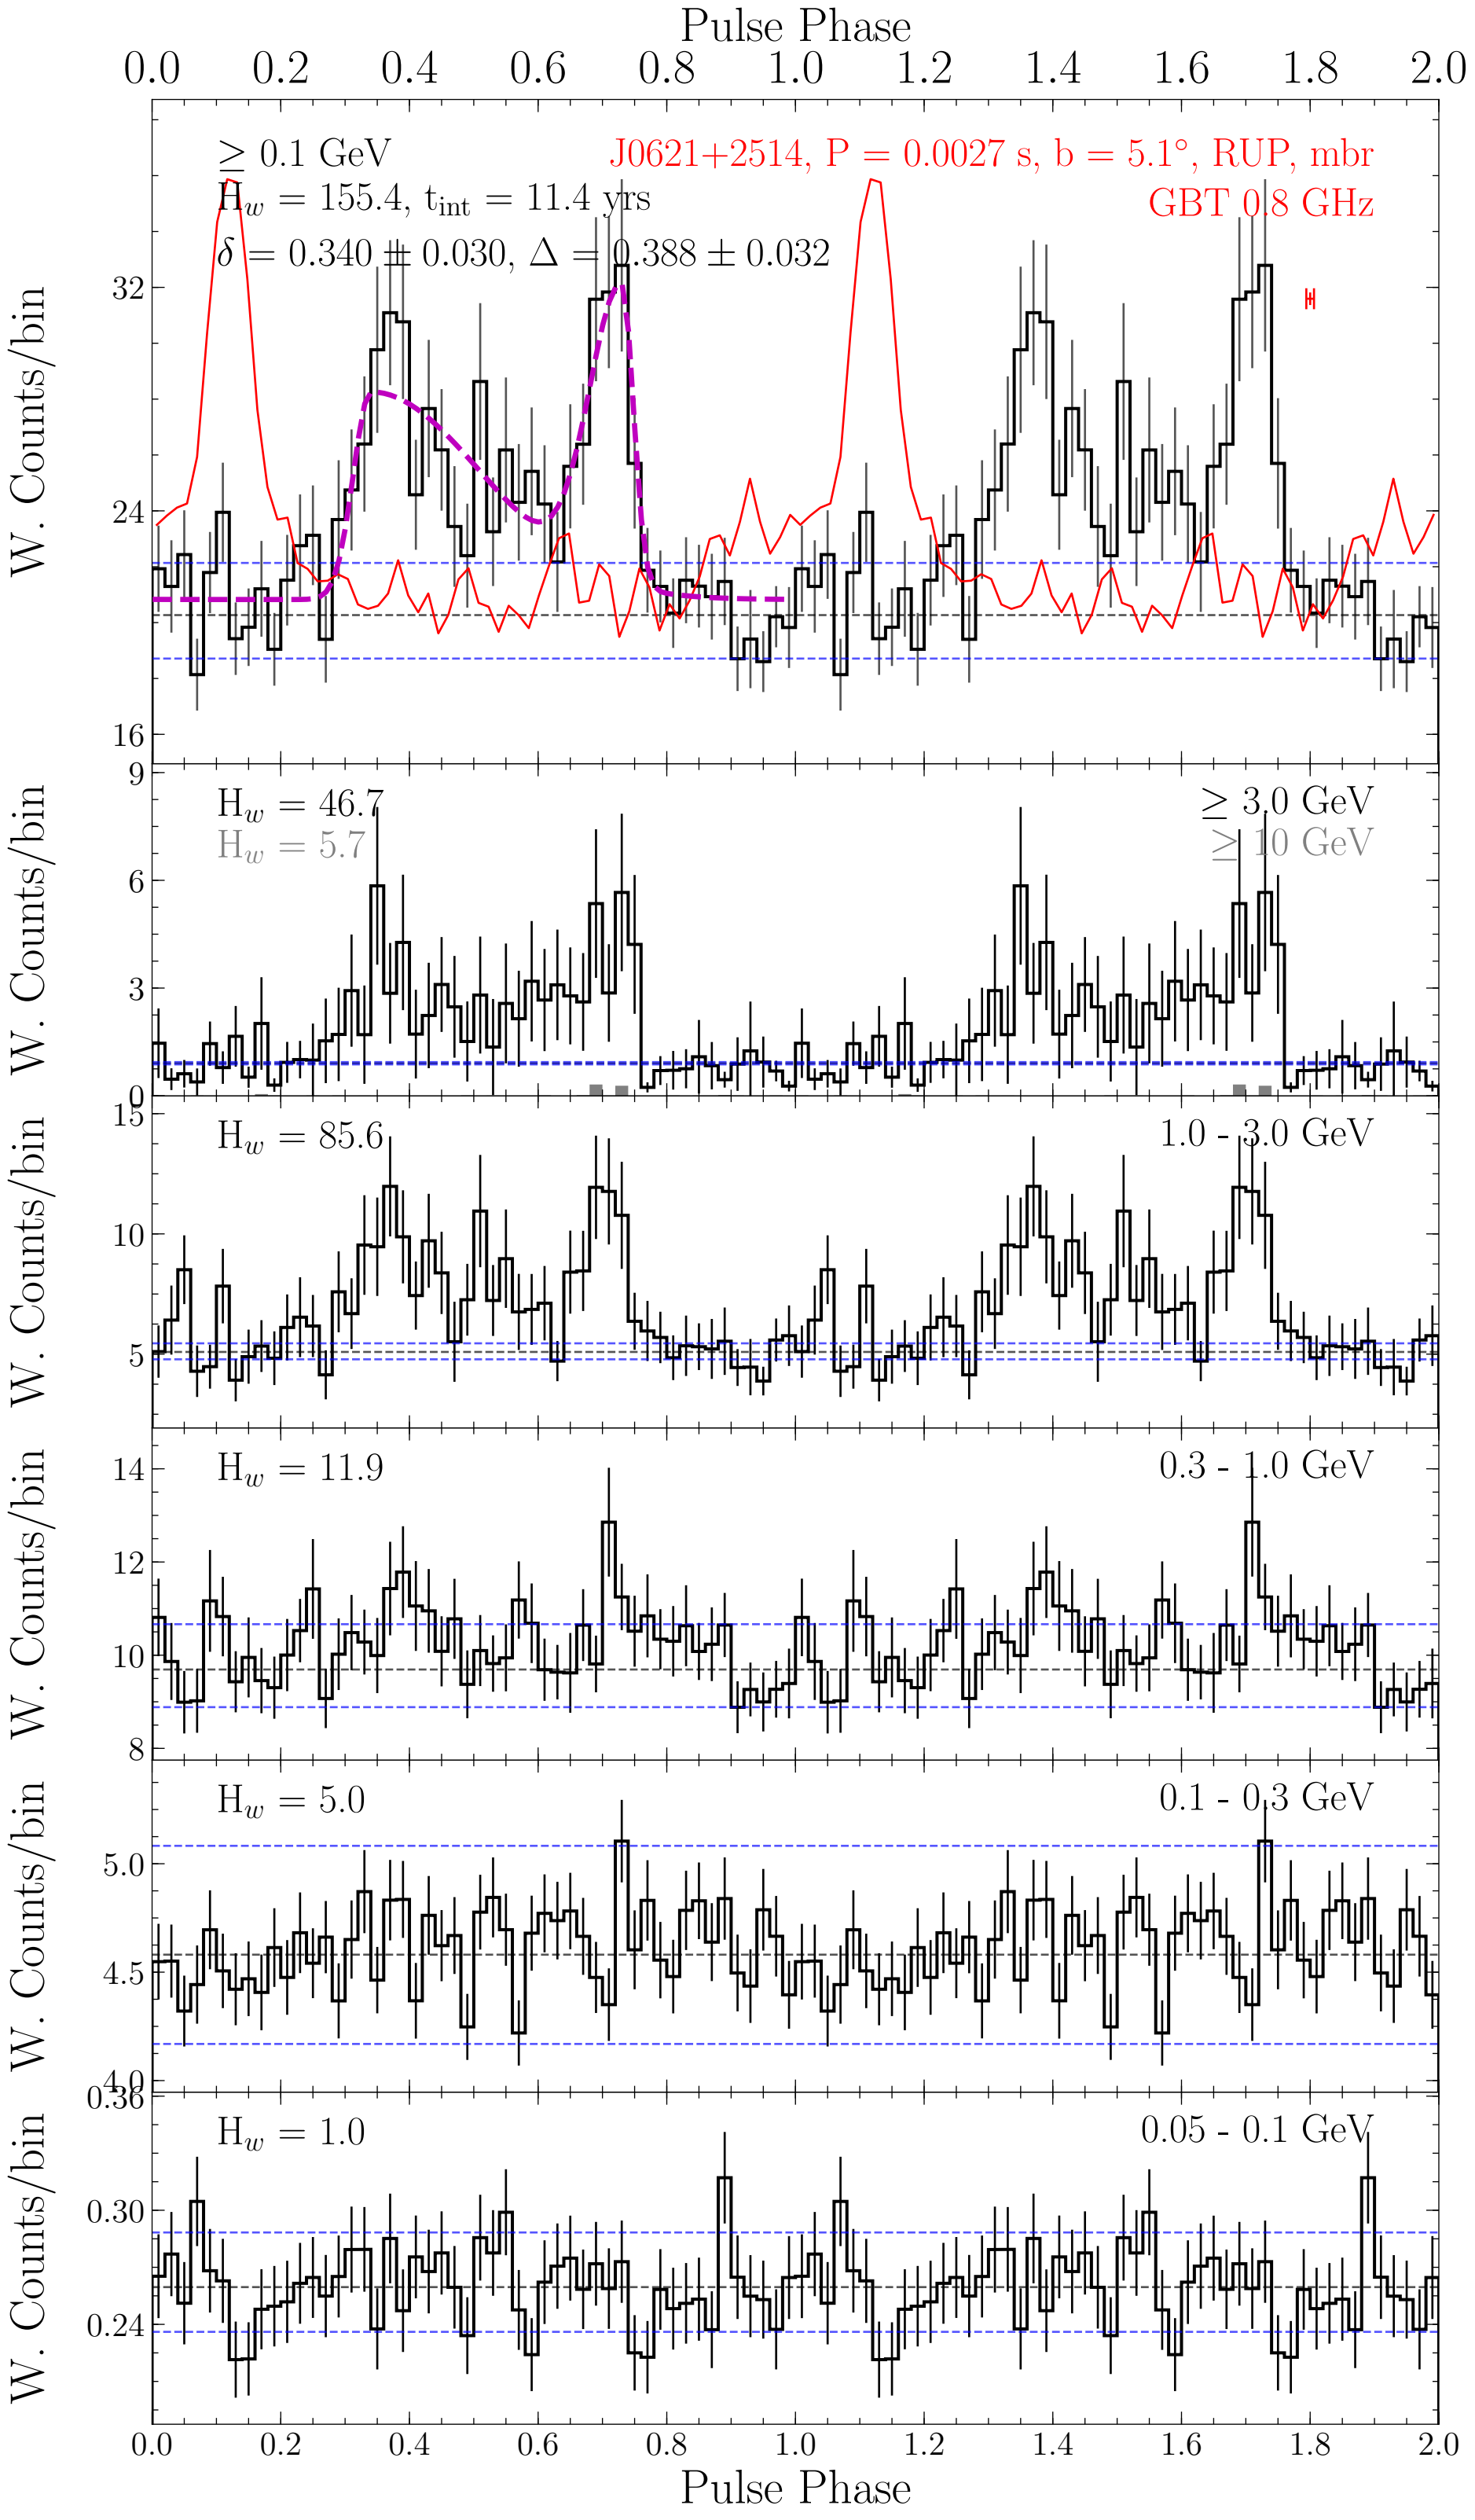 Pulse Phase
0.0 0.2 0.4 0.6 0.8 1.0 1.2 1.4 1.6 1.8 2.0
≥ 0.1 GeV
J0621+2514, P = 0.0027 s, b = 5.1°, RUP, mbr
H_w = 155.4, t_int = 11.4 yrs
GBT 0.8 GHz
δ = 0.340 ± 0.030, Δ = 0.388 ± 0.032
W. Counts/bin
32
24
16
W. Counts/bin
9
6
3
0
H_w = 46.7
≥ 3.0 GeV
H_w = 5.7
≥ 10 GeV
W. Counts/bin
15
10
5
H_w = 85.6
1.0 - 3.0 GeV
W. Counts/bin
14
12
10
8
H_w = 11.9
0.3 - 1.0 GeV
W. Counts/bin
5.0
4.5
4.0
H_w = 5.0
0.1 - 0.3 GeV
W. Counts/bin
0.36
0.30
0.24
H_w = 1.0
0.05 - 0.1 GeV
0.0 0.2 0.4 0.6 0.8 1.0 1.2 1.4 1.6 1.8 2.0
Pulse Phase